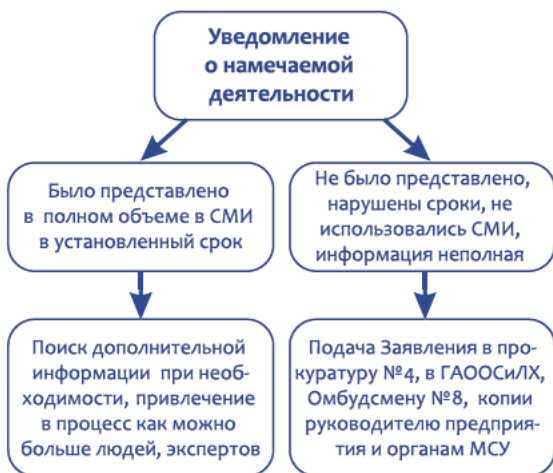 Уведомление
о намечаемой
деятельности
Было представлено
в полном объеме в СМИ
в установленный срок
Не было представлено,
нарушены сроки, не
использовались СМИ,
информация неполная
Поиск дополнительной
информации при необ-
ходимости, привлечение
в процесс как можно
больше людей, экспертов
Подача Заявления в про-
куратуру №4, в ГАООСиЛХ,
Омбудсмену №8, копии
руководителю предприя-
тия и органам МСУ